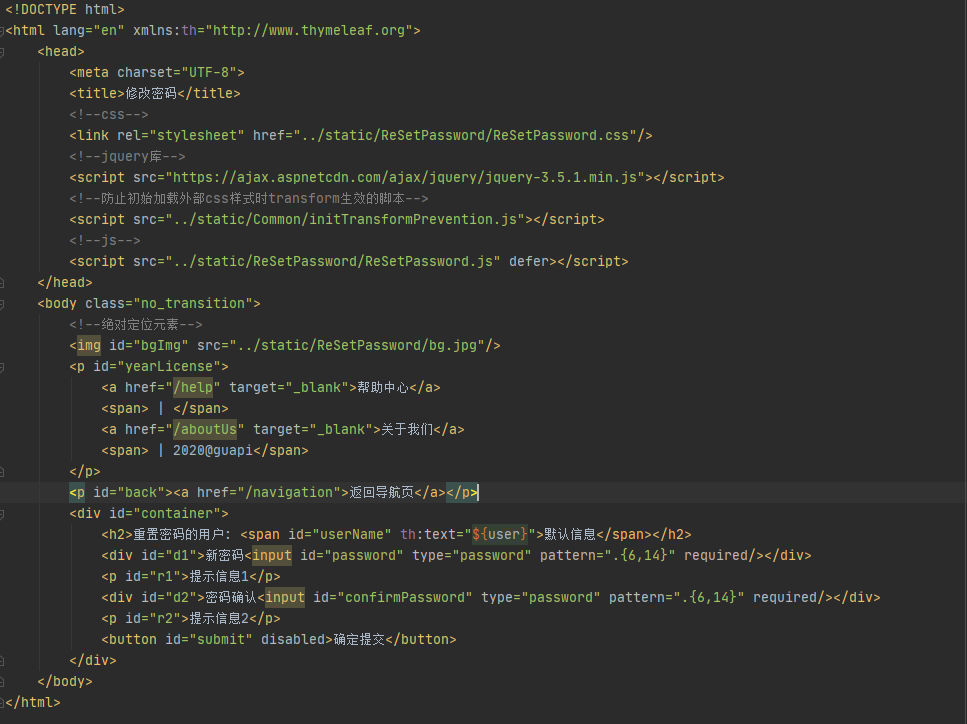 <!DOCTYPE html>
<html lang="en" xmlns:th="http://www.thymeleaf.org">
<head>
<meta charset="UTF-8">
<title>修改密码</title>
<!--css-->
<link rel="stylesheet" href="../static/ReSetPassword/ReSetPassword.css"/>
<!--jquery库-->
<script src="https://ajax.aspnetcdn.com/ajax/jquery/jquery-3.5.1.min.js"></script>
<!--防止初始加载外部css样式时transform生效的脚本-->
<script src="../static/Common/initTransformPrevention.js"></script>
<!--js-->
<script src="../static/ReSetPassword/ReSetPassword.js" defer></script>
</head>
<body class="no_transition">
<!--绝对定位元素-->
<img id="bgImg" src="../static/ReSetPassword/bg.jpg"/>
<p id="yearLicense">
<a href="/help" target="_blank">帮助中心</a>
<span> | </span>
<a href="/aboutUs" target="_blank">关于我们</a>
<span> | 2020@guapi</span>
</p>
<p id="back"><a href="/navigation">返回导航页</a></p>
<div id="container">
<h2>重置密码的用户: <span id="userName" th:text="${user}">默认信息</span></h2>
<div id="d1">新密码<input id="password" type="password" pattern=".{6,14}" required/></div>
<p id="r1">提示信息1</p>
<div id="d2">密码确认<input id="confirmPassword" type="password" pattern=".{6,14}" required/></div>
<p id="r2">提示信息2</p>
<button id="submit" disabled>确定提交</button>
</div>
</body>
</html>